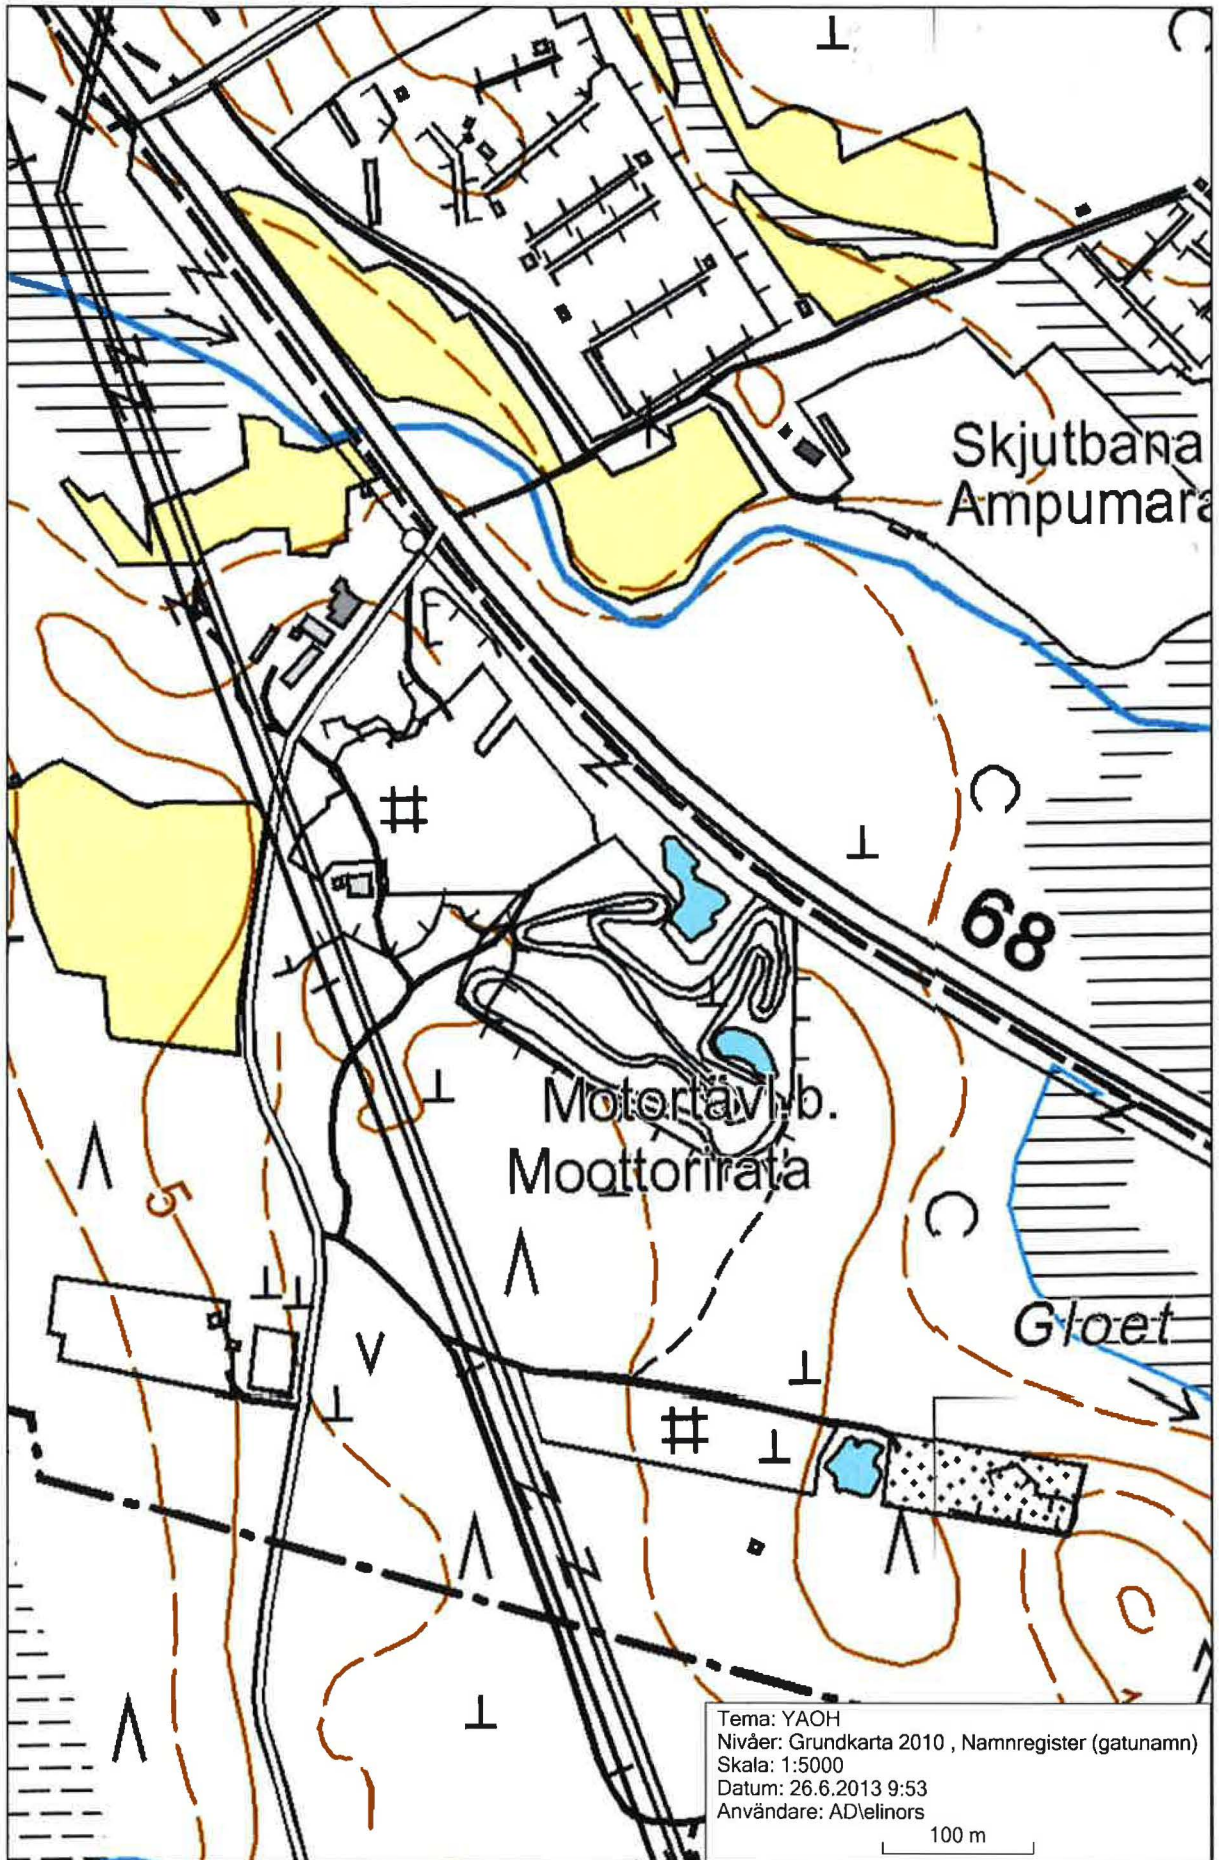 Skjutbana
Ampumara
68
Motortävl.b.
Moottorirata
5
Gloet
Tema: YAOH
Nivåer: Grundkarta 2010 , Namnregister (gatunamn)
Skala: 1:5000
Datum: 26.6.2013 9:53
Användare: AD\elinors
100 m